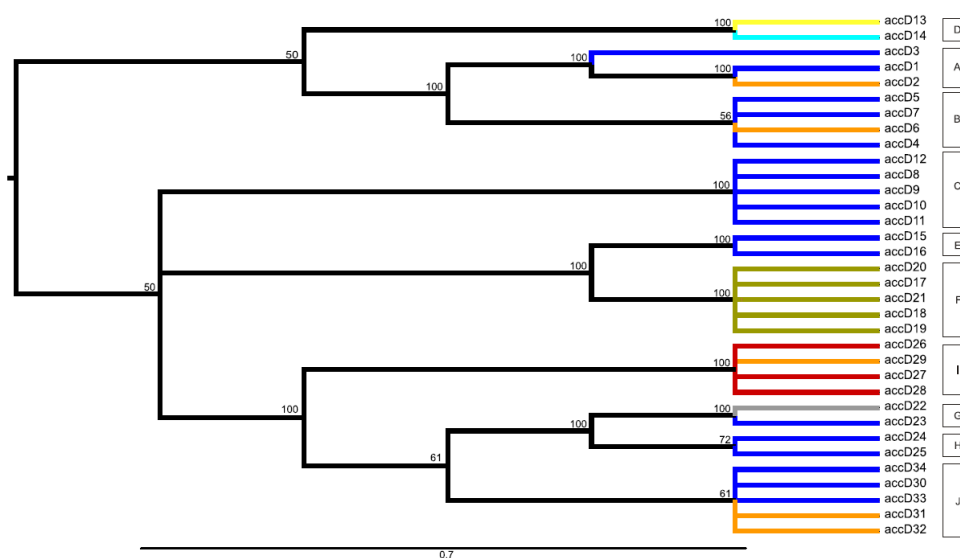 accD13
100
accD14
D
50
accD3
100
accD1
A
100
accD2
100
accD5
accD7
B
56
accD6
accD4
accD12
accD8
C
100
accD9
accD10
accD11
accD15
100
E
accD16
100
accD20
accD17
50
100
accD21
F
accD18
accD19
accD26
100
accD29
I
accD27
accD28
100
accD22
100
G
accD23
100
accD24
72
H
accD25
61
accD34
accD30
61
accD33
J
accD31
accD32
0.7